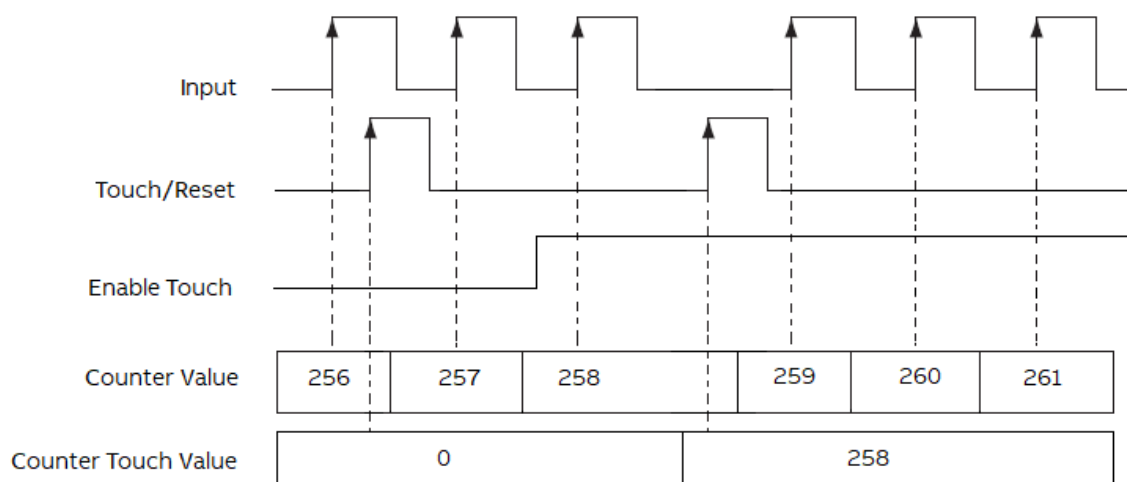 Input
Touch/Reset
Enable Touch
Counter Value 256 257 258 259 260 261
Counter Touch Value 0 258